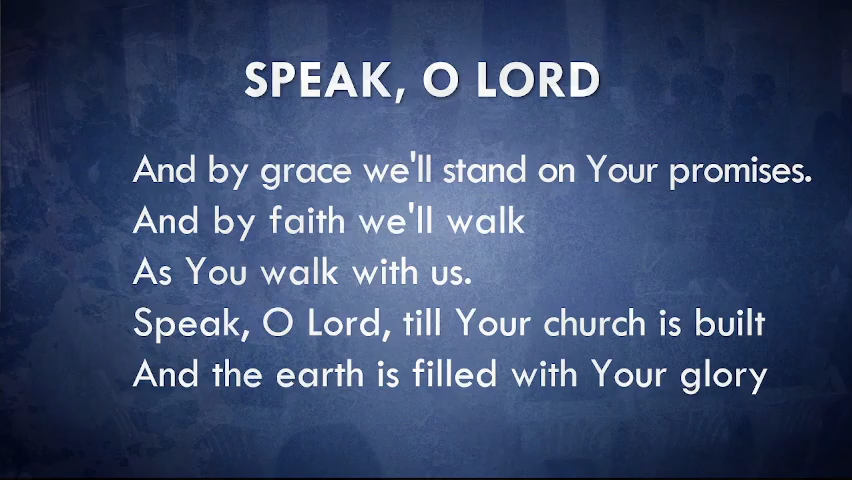 SPEAK, O LORD
And by grace we'll stand on Your promises.
And by faith we'll walk
As You walk with us.
Speak, O Lord, till Your church is built
And the earth is filled with Your glory